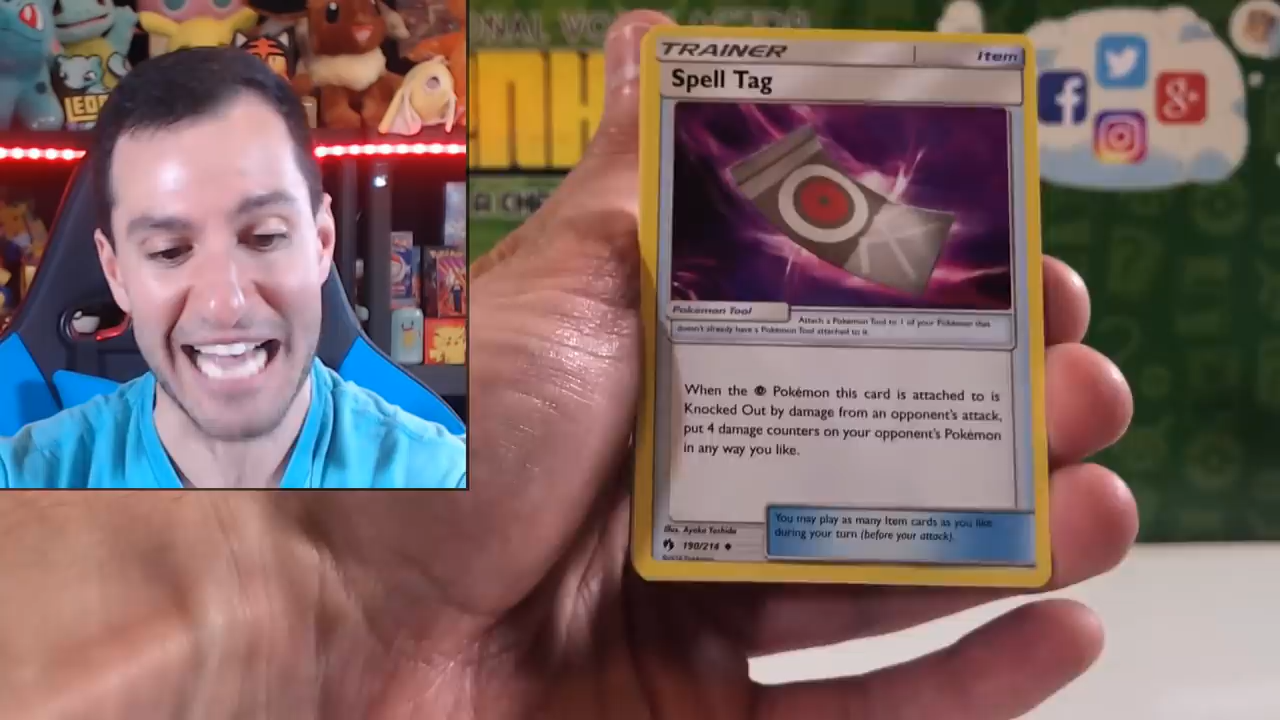 TRAINER
Item
Spell Tag
Pokémon Tool
Attach a Pokémon Tool to 1 of your Pokémon that
doesn't already have a Pokémon Tool attached to it.
When the Pokémon this card is attached to is
Knocked Out by damage from an opponent's attack,
put 4 damage counters on your opponent's Pokémon
in any way you like.
You may play as many Item cards as you like
during your turn (before your attack).
Illus. Ayaka Yoshida
190/214
LEON
f
G+